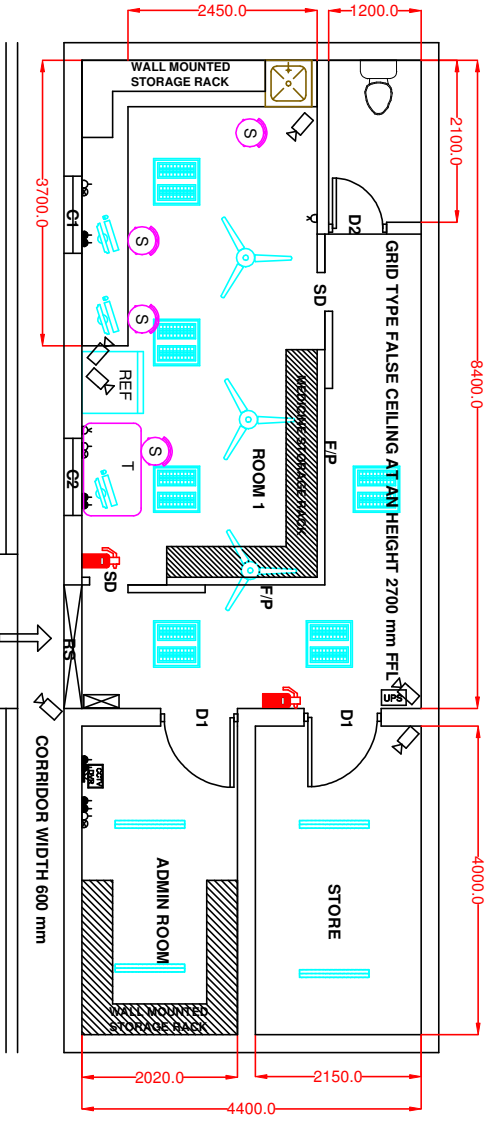 2450.0
1200.0
WALL MOUNTED
STORAGE RACK
2100.0
3700.0
8400.0
S
D2
C1
S
SD
S
GRID TYPE FALSE CEILING AT AN HEIGHT 2700 mm FFL
REF
MEDICINE STORAGE RACK
F/P
ROOM 1
T
S
C2
SD
F/P
RS
UPS
D1
D1
CORRIDOR WIDTH 600 mm
CCTV
ADMIN ROOM
STORE
4000.0
WALL MOUNTED
STORAGE RACK
2020.0
2150.0
4400.0